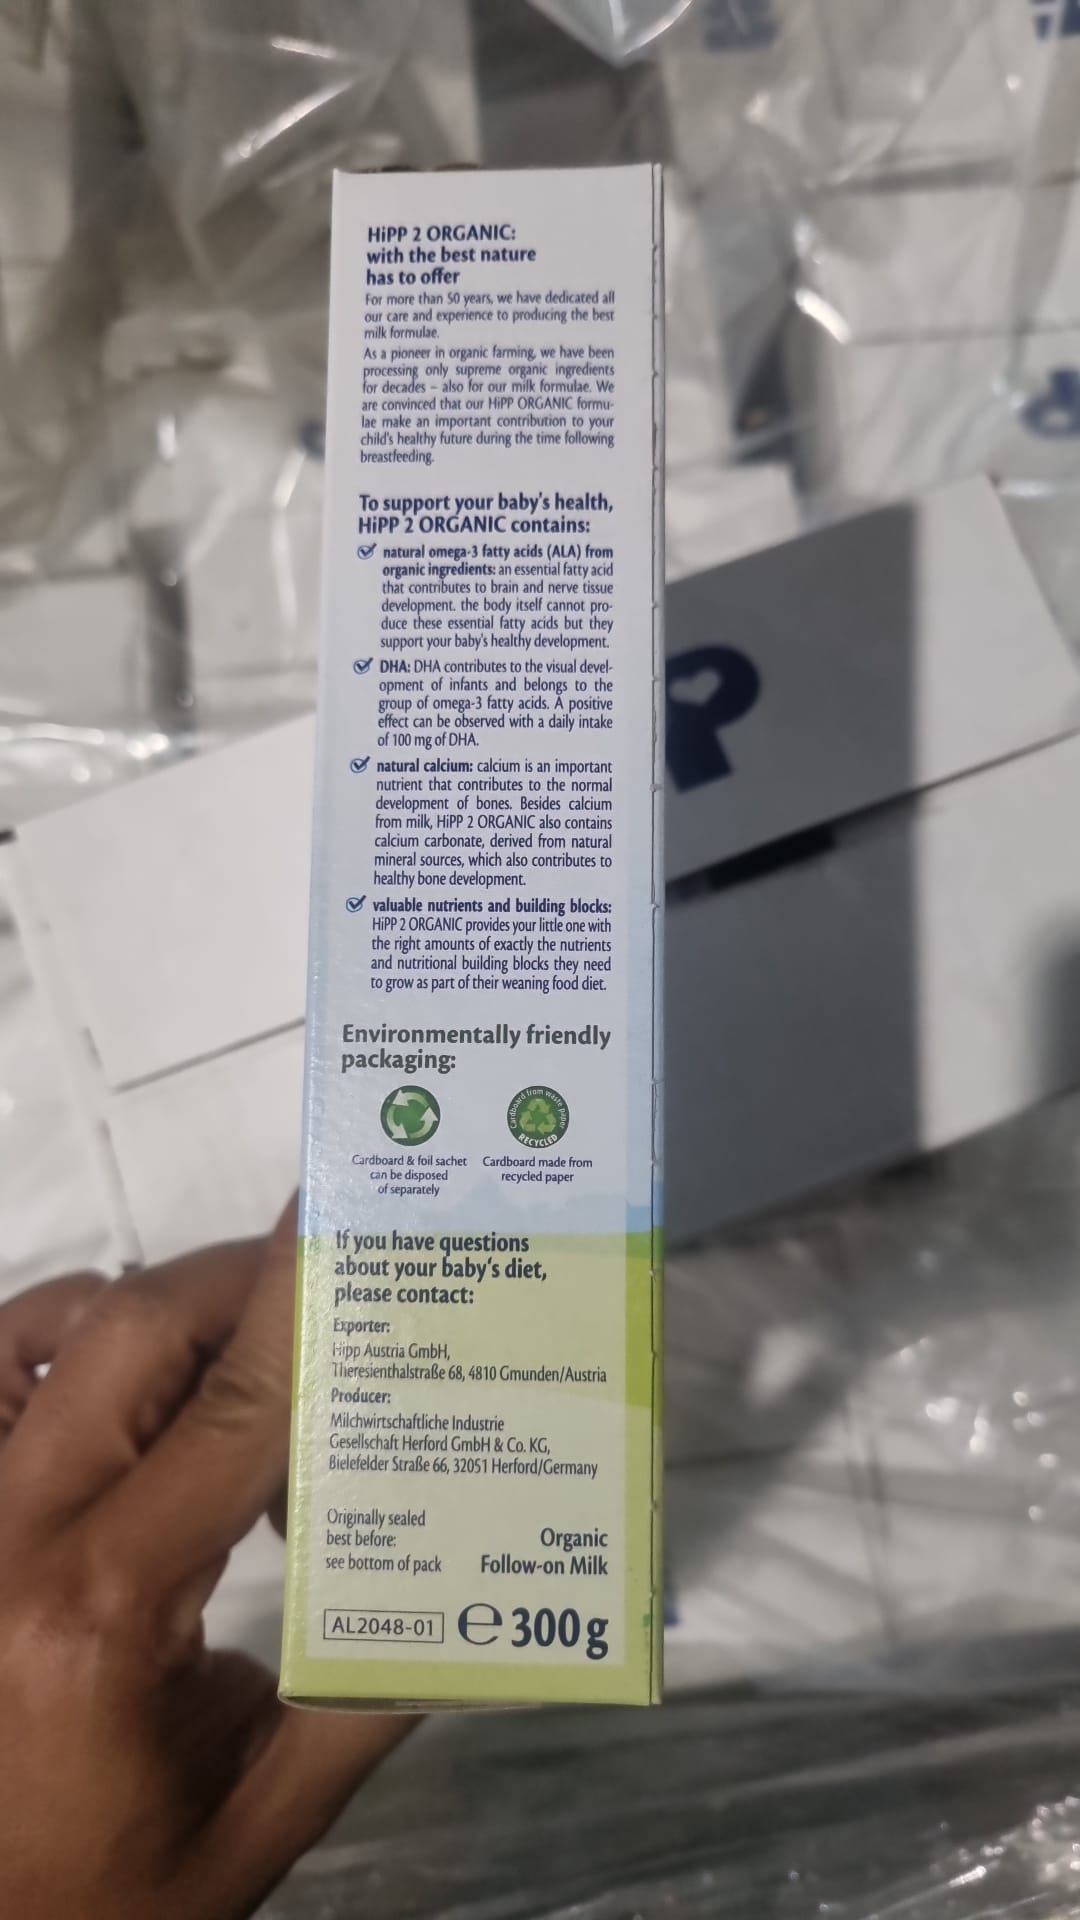 HiPP 2 ORGANIC:
with the best nature
has to offer
For more than 50 years, we have dedicated all
our care and experience to producing the best
milk formulae.
As a pioneer in organic farming, we have been
processing only supreme organic ingredients
for decades – also for our milk formulae. We
are convinced that our HiPP ORGANIC formu-
lae make an important contribution to your
child's healthy future during the time following
breastfeeding.
To support your baby's health,
HiPP 2 ORGANIC contains:
natural omega-3 fatty acids (ALA) from
organic ingredients: an essential fatty acid
that contributes to brain and nerve tissue
development. the body itself cannot pro-
duce these essential fatty acids but they
support your baby's healthy development.
DHA: DHA contributes to the visual devel-
opment of infants and belongs to the
group of omega-3 fatty acids. A positive
effect can be observed with a daily intake
of 100 mg of DHA.
natural calcium: calcium is an important
nutrient that contributes to the normal
development of bones. Besides calcium
from milk, HiPP 2 ORGANIC also contains
calcium carbonate, derived from natural
mineral sources, which also contributes to
healthy bone development.
valuable nutrients and building blocks:
HiPP 2 ORGANIC provides your little one with
the right amounts of exactly the nutrients
and nutritional building blocks they need
to grow as part of their weaning food diet.
Environmentally friendly
packaging:
Cardboard from waste paper
RECYCLED
Cardboard & foil sachet
can be disposed
of separately
Cardboard made from
recycled paper
If you have questions
about your baby's diet,
please contact:
Exporter:
Hipp Austria GmbH,
Theresienthalstraße 68, 4810 Gmunden/Austria
Producer:
Milchwirtschaftliche Industrie
Gesellschaft Herford GmbH & Co. KG,
Bielefelder Straße 66, 32051 Herford/Germany
Originally sealed
best before:
see bottom of pack
Organic
Follow-on Milk
AL2048-01
℮ 300 g